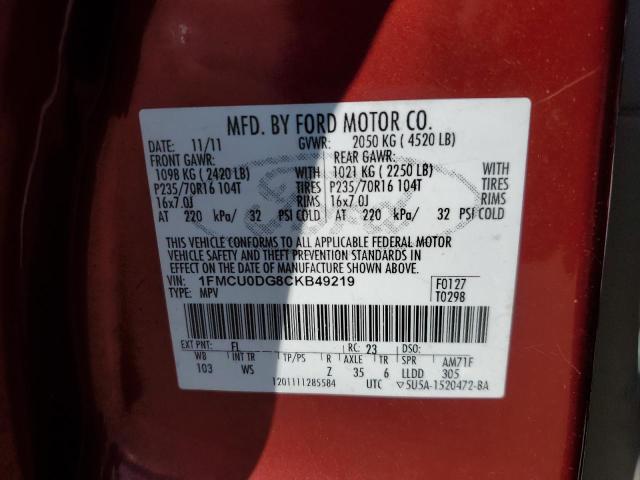 MFD. BY FORD MOTOR CO.
DATE: 11/11 GVWR: 2050 KG ( 4520 LB)
FRONT GAWR: REAR GAWR:
1098 KG ( 2420 LB) WITH 1021 KG ( 2250 LB) WITH
P235/70R16 104T TIRES P235/70R16 104T TIRES
16x7.0J RIMS 16x7.0J RIMS
AT 220 kPa/ 32 PSI COLD AT 220 kPa/ 32 PSI COLD
THIS VEHICLE CONFORMS TO ALL APPLICABLE FEDERAL MOTOR
VEHICLE SAFETY AND THEFT PREVENTION STANDARDS IN
EFFECT ON THE DATE OF MANUFACTURE SHOWN ABOVE.
VIN: 1FMCU0DG8CKB49219 F0127
TYPE: MPV T0298
EXT PNT: FL RC: 23 DSO:
WB INT TR TP/PS R AXLE TR SPR AM71F
103 WS Z 35 6 LLDD 305
1201111285584 UTC SU5A-1520472-BA
Ford